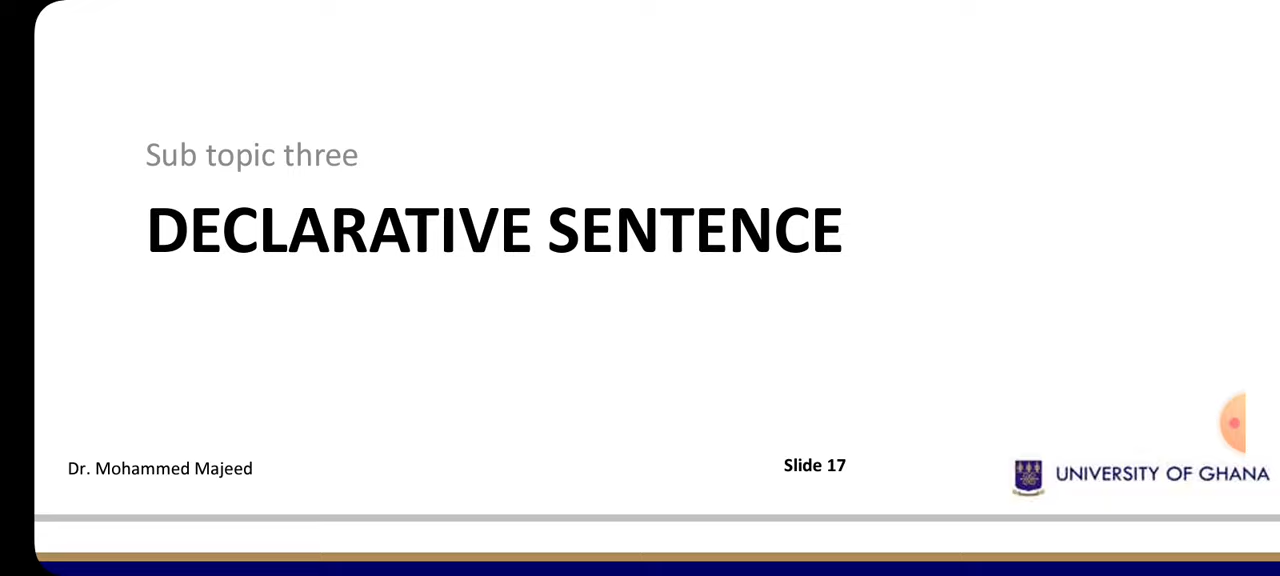 Sub topic three
DECLARATIVE SENTENCE
Dr. Mohammed Majeed
Slide 17
UNIVERSITY OF GHANA